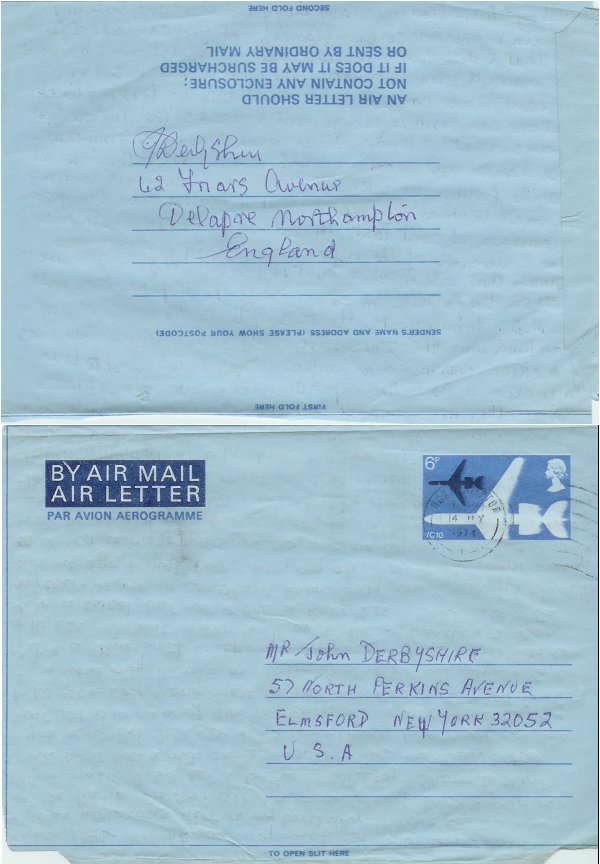 SECOND FOLD HERE
AN AIR LETTER SHOULD
NOT CONTAIN ANY ENCLOSURE;
IF IT DOES IT MAY BE SURCHARGED
OR SENT BY ORDINARY MAIL
62 Friars Avenue
Delapre Northampton
England
SENDER'S NAME AND ADDRESS (PLEASE SHOW YOUR POSTCODE)
FIRST FOLD HERE
BY AIR MAIL
AIR LETTER
PAR AVION AEROGRAMME
6P
1974
VC10
MR John DERBYSHIRE
57 NORTH PERKINS AVENUE
ELMSFORD NEW YORK 32052
U.S.A
TO OPEN SLIT HERE